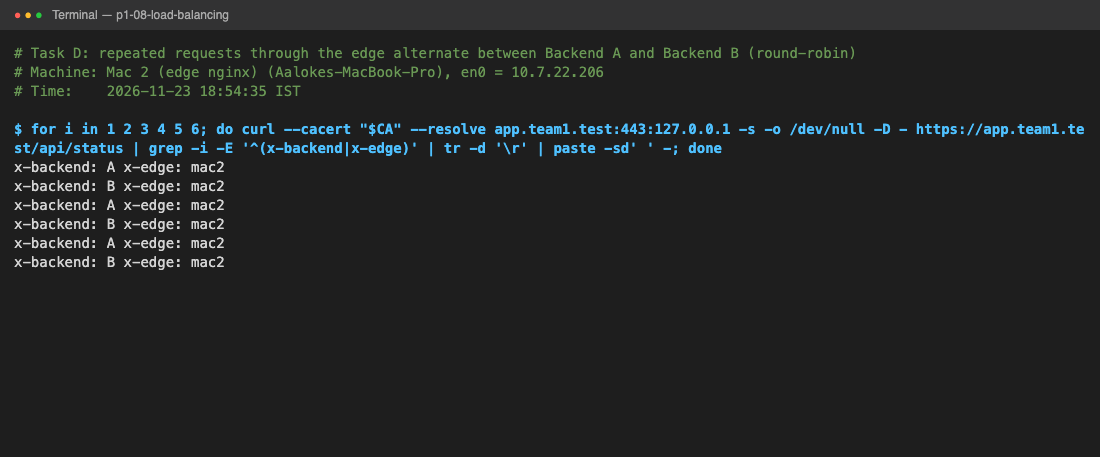 Terminal — p1-08-load-balancing
# Task D: repeated requests through the edge alternate between Backend A and Backend B (round-robin)
# Machine: Mac 2 (edge nginx) (Aalokes-MacBook-Pro), en0 = 10.7.22.206
# Time:    2026-11-23 18:54:35 IST
$ for i in 1 2 3 4 5 6; do curl --cacert "$CA" --resolve app.team1.test:443:127.0.0.1 -s -o /dev/null -D - https://app.team1.te
st/api/status | grep -i -E '^(x-backend|x-edge)' | tr -d '\r' | paste -sd' ' -; done
x-backend: A x-edge: mac2
x-backend: B x-edge: mac2
x-backend: A x-edge: mac2
x-backend: B x-edge: mac2
x-backend: A x-edge: mac2
x-backend: B x-edge: mac2